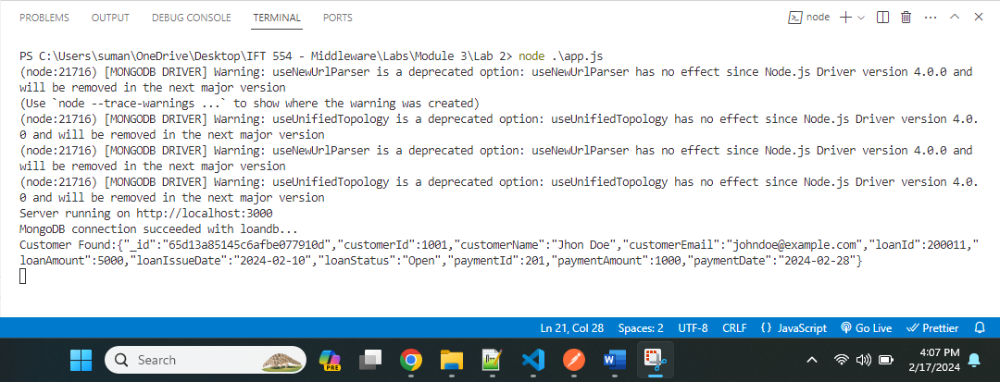 PROBLEMS OUTPUT DEBUG CONSOLE TERMINAL PORTS node
PS C:\Users\suman\OneDrive\Desktop\IFT 554 - Middleware\Labs\Module 3\Lab 2> node .\app.js
(node:21716) [MONGODB DRIVER] Warning: useNewUrlParser is a deprecated option: useNewUrlParser has no effect since Node.js Driver version 4.0.0 and
will be removed in the next major version
(Use `node --trace-warnings ...` to show where the warning was created)
(node:21716) [MONGODB DRIVER] Warning: useUnifiedTopology is a deprecated option: useUnifiedTopology has no effect since Node.js Driver version 4.0.
0 and will be removed in the next major version
(node:21716) [MONGODB DRIVER] Warning: useNewUrlParser is a deprecated option: useNewUrlParser has no effect since Node.js Driver version 4.0.0 and
will be removed in the next major version
(node:21716) [MONGODB DRIVER] Warning: useUnifiedTopology is a deprecated option: useUnifiedTopology has no effect since Node.js Driver version 4.0.
0 and will be removed in the next major version
Server running on http://localhost:3000
MongoDB connection succeeded with loandb...
Customer Found:{"_id":"65d13a85145c6afbe077910d","customerId":1001,"customerName":"Jhon Doe","customerEmail":"johndoe@example.com","loanId":200011,"
loanAmount":5000,"loanIssueDate":"2024-02-10","loanStatus":"Open","paymentId":201,"paymentAmount":1000,"paymentDate":"2024-02-28"}
Ln 21, Col 28 Spaces: 2 UTF-8 CRLF {} JavaScript Go Live Prettier
Search PRE 4:07 PM
2/17/2024